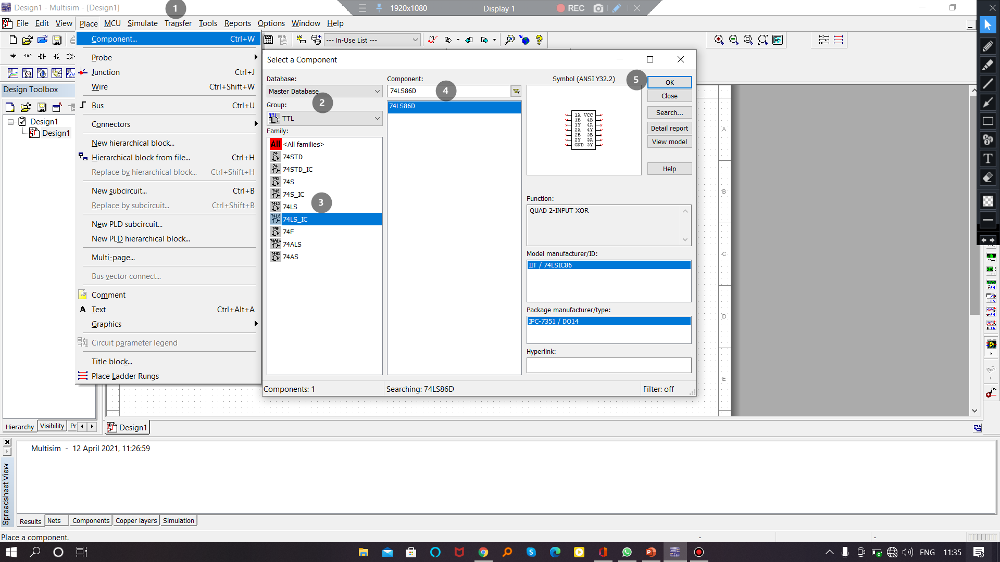 Design1 - Multisim - [Design1]
1
1920x1080
Display 1
REC
File Edit View Place MCU Simulate Transfer Tools Reports Options Window Help
Component... Ctrl+W
--- In-Use List ---
Probe
Junction Ctrl+J
Wire Ctrl+Shift+W
Bus Ctrl+U
Connectors
New hierarchical block...
Hierarchical block from file... Ctrl+H
Replace by hierarchical block... Ctrl+Shift+H
New subcircuit... Ctrl+B
Replace by subcircuit... Ctrl+Shift+B
New PLD subcircuit...
New PLD hierarchical block...
Multi-page...
Bus vector connect...
Comment
Text Ctrl+Alt+A
Graphics
Circuit parameter legend
Title block...
Place Ladder Rungs
Design Toolbox
Design1
Design1
Select a Component
Database:
Master Database
2
Group:
TTL
Family:
All <All families>
74STD
74STD_IC
74S
74S_IC
3
74LS
74LS_IC
74F
74ALS
74AS
Component:
74LS86D
4
74LS86D
Symbol (ANSI Y32.2)
5
1A VCC
1B 4B
1Y 4A
2A 4Y
2B 3B
2Y 3A
GND 3Y
OK
Close
Search...
Detail report
View model
Help
Function:
QUAD 2-INPUT XOR
Model manufacturer/ID:
IIT / 74LSIC86
Package manufacturer/type:
IPC-7351 / DO14
Hyperlink:
Components: 1
Searching: 74LS86D
Filter: off
A
B
C
D
E
Hierarchy Visibility Pr
Design1
Multisim - 12 April 2021, 11:26:59
Spreadsheet View
Results Nets Components Copper layers Simulation
Place a component.
- -
ENG 11:35